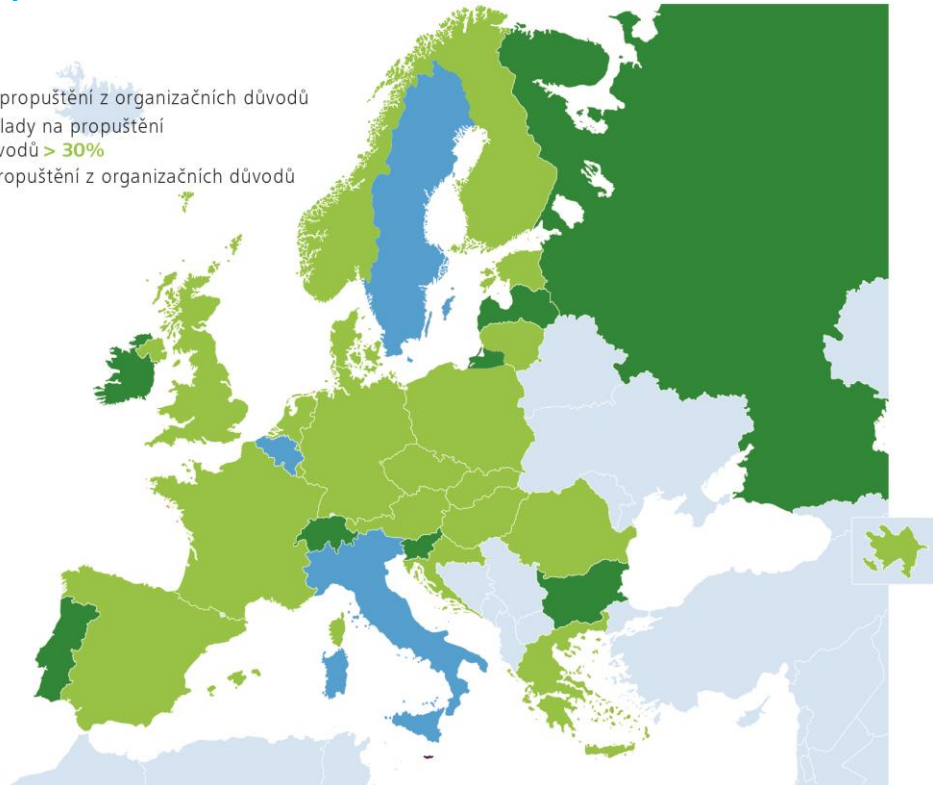 propuštění z organizačních důvodů
lady na propuštění
vodů > 30%
ropuštění z organizačních důvodů